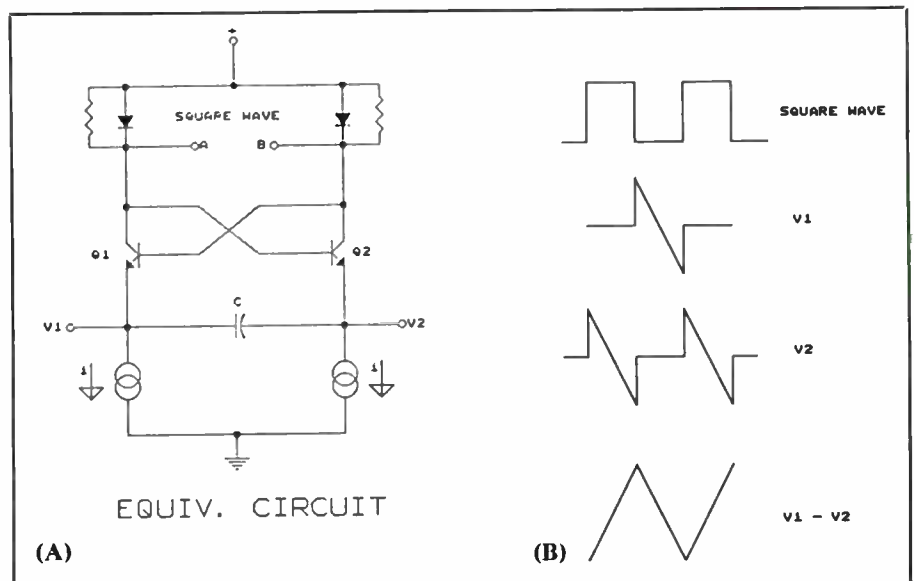 +
SQUARE WAVE
A
B
Q1
Q2
C
V1
V2
i
i
EQUIV. CIRCUIT
(A)
SQUARE WAVE
V1
V2
V1 - V2
(B)